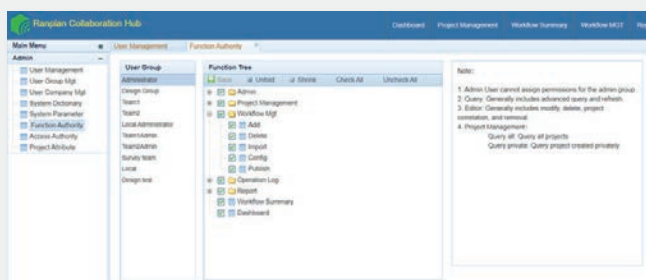 Ranplan Collaboration Hub
Dashboard Project Management Workflow Summary Workflow MGT
Main Menu
User Management Function Authority
Admin
User Management
User Group Mgt
User Company Mgt
System Dictionary
System Parameter
Function Authority
Access Authority
Project Attribute
User Group
Administrator
Design Group
Team1
Team2
Local Administrator
Team1Admin
Team2Admin
Survey team
Local
Design test
Function Tree
Save Unfold Shrink Check All Uncheck All
Admin
Project Management
Workflow Mgt
Add
Delete
Import
Config
Publish
Operation Log
Report
Workflow Summary
Dashboard
Note:
1. Admin User cannot assign permissions for the admin group.
2. Query: Generally includes advanced query and refresh.
3. Editor: Generally includes modify, delete, project
correlation, and removal.
4. Project Management:
Query all: Query all projects
Query private: Query project created privately